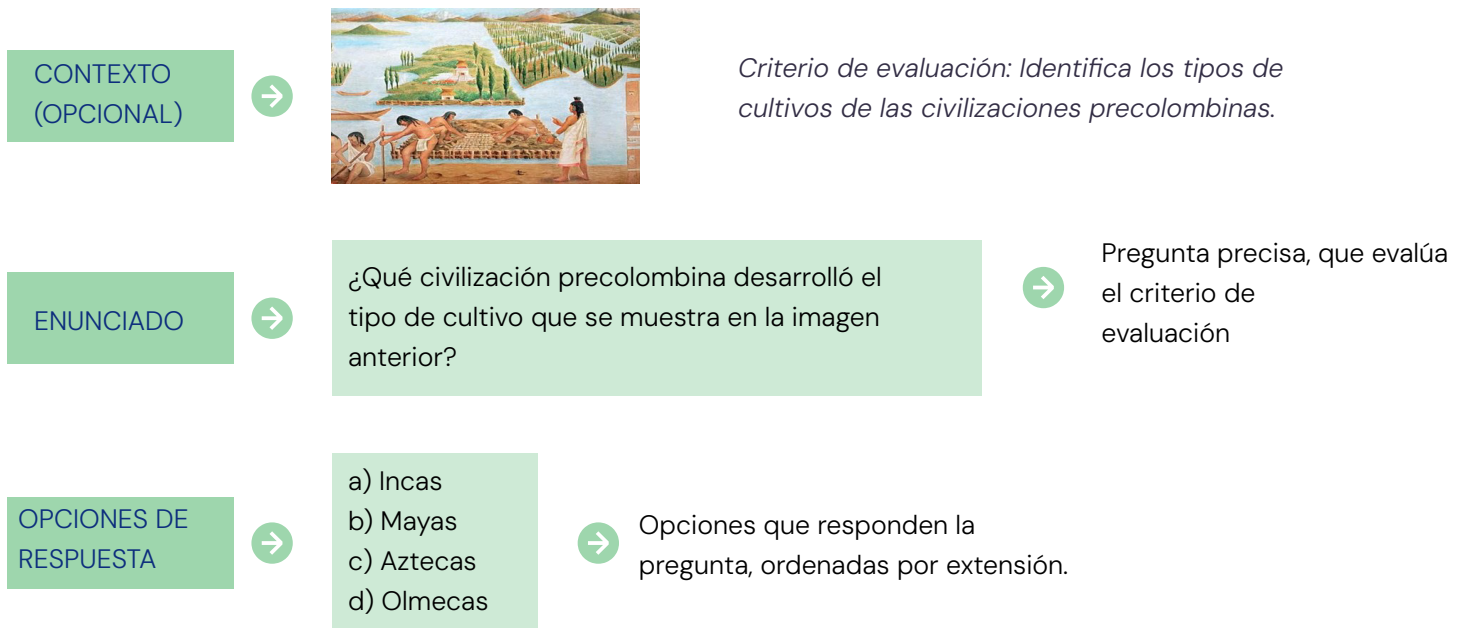 CONTEXTO
(OPCIONAL)
Criterio de evaluación: Identifica los tipos de
cultivos de las civilizaciones precolombinas.
ENUNCIADO
¿Qué civilización precolombina desarrolló el
tipo de cultivo que se muestra en la imagen
anterior?
Pregunta precisa, que evalúa
el criterio de
evaluación
OPCIONES DE
RESPUESTA
a) Incas
b) Mayas
c) Aztecas
d) Olmecas
Opciones que responden la
pregunta, ordenadas por extensión.